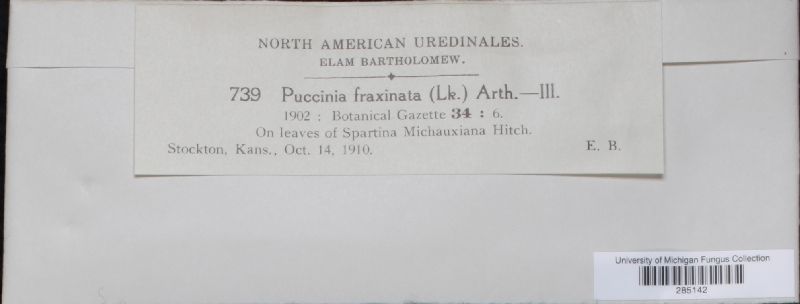 NORTH AMERICAN UREDINALES.
ELAM BARTHOLOMEW.
739 Puccinia fraxinata (Lk.) Arth.—III.
1902 : Botanical Gazette 34 : 6.
On leaves of Spartina Michauxiana Hitch.
Stockton, Kans., Oct. 14, 1910. E. B.
University of Michigan Fungus Collection
285142